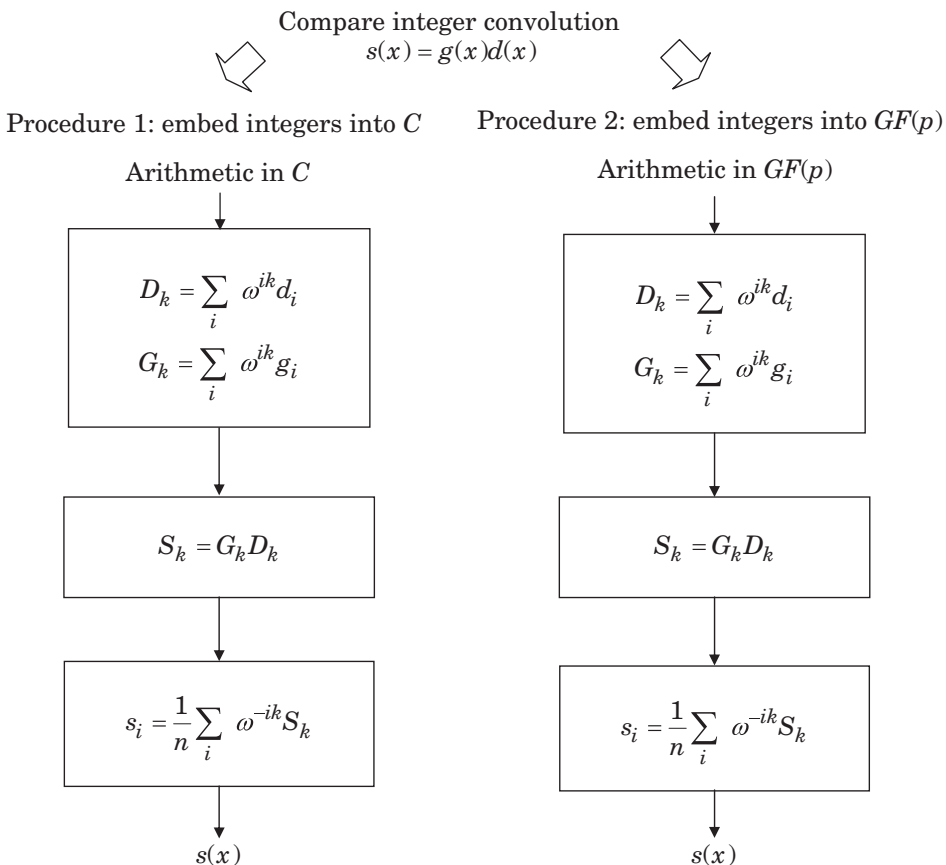 Compare integer convolution
s(x) = g(x)d(x)
Procedure 1: embed integers into C
Arithmetic in C
D_k = ∑_i ω^{ik} d_i
G_k = ∑_i ω^{ik} g_i
S_k = G_k D_k
s_i = \frac{1}{n} ∑_i ω^{-ik} S_k
s(x)
Procedure 2: embed integers into GF(p)
Arithmetic in GF(p)
D_k = ∑_i ω^{ik} d_i
G_k = ∑_i ω^{ik} g_i
S_k = G_k D_k
s_i = \frac{1}{n} ∑_i ω^{-ik} S_k
s(x)